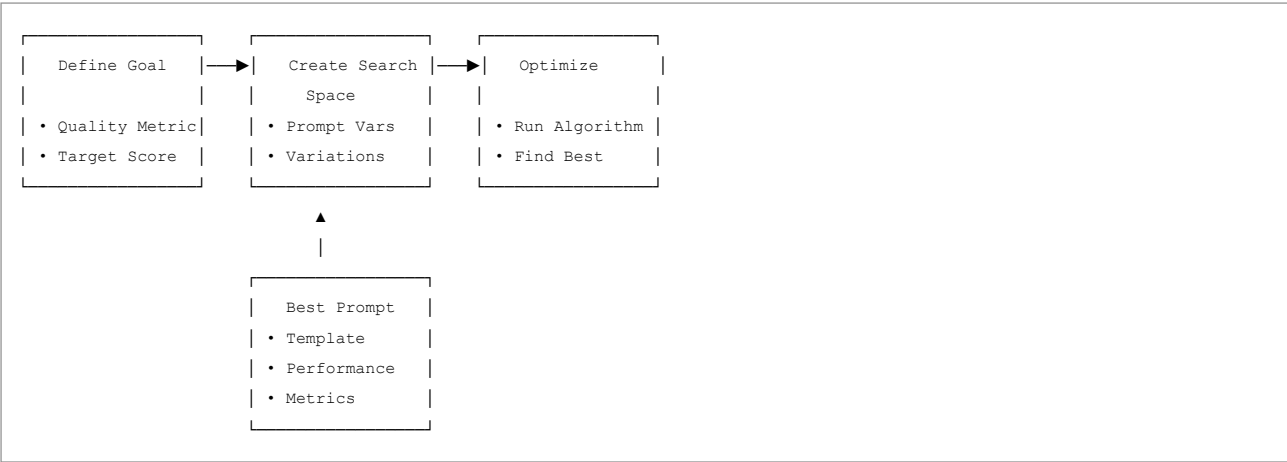 Define Goal
Create Search
Optimize
Space
• Quality Metric
• Prompt Vars
• Run Algorithm
• Target Score
• Variations
• Find Best
Best Prompt
• Template
• Performance
• Metrics